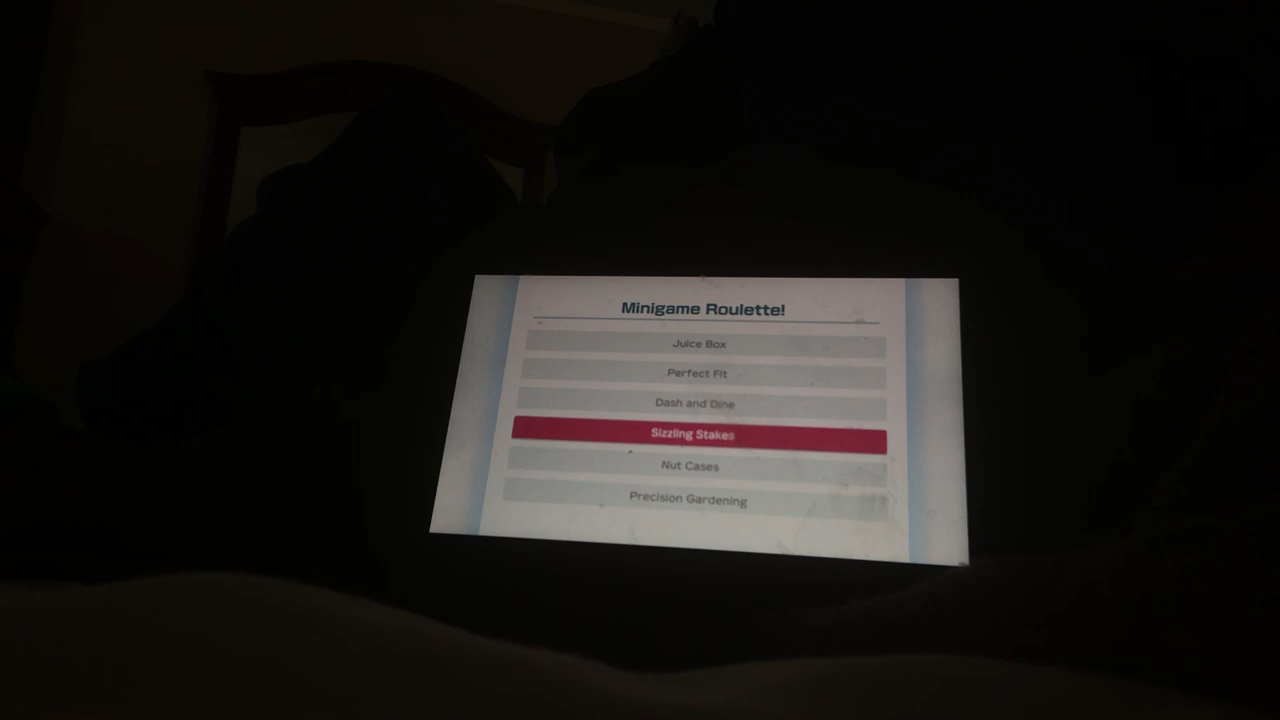 Minigame Roulette!
Juice Box
Perfect Fit
Dash and Dine
Sizzling Stakes
Nut Cases
Precision Gardening